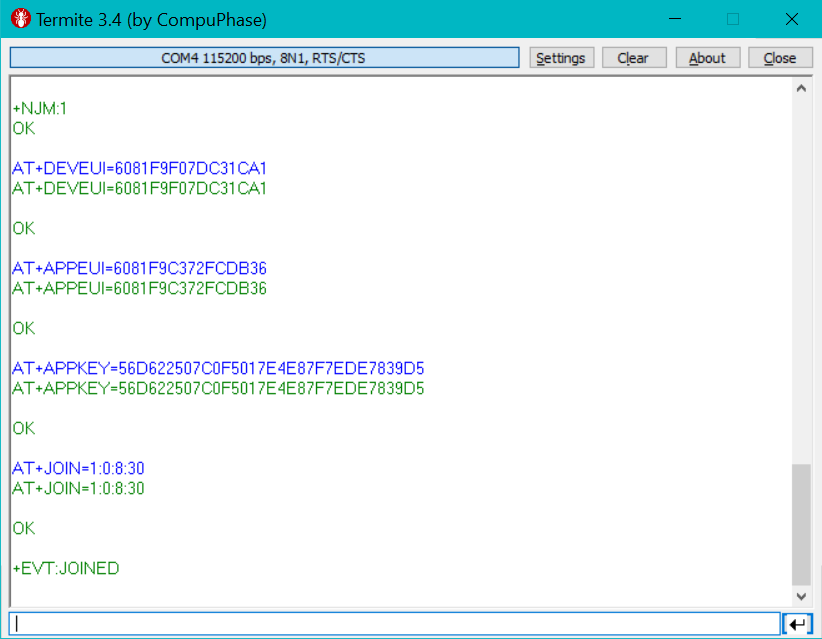 Termite 3.4 (by CompuPhase)
COM4 115200 bps, 8N1, RTS/CTS
Settings
Clear
About
Close
+NJM:1
OK
AT+DEVEUI=6081F9F07DC31CA1
AT+DEVEUI=6081F9F07DC31CA1
OK
AT+APPEUI=6081F9C372FCDB36
AT+APPEUI=6081F9C372FCDB36
OK
AT+APPKEY=56D622507C0F5017E4E87F7EDE7839D5
AT+APPKEY=56D622507C0F5017E4E87F7EDE7839D5
OK
AT+JOIN=1:0:8:30
AT+JOIN=1:0:8:30
OK
+EVT:JOINED